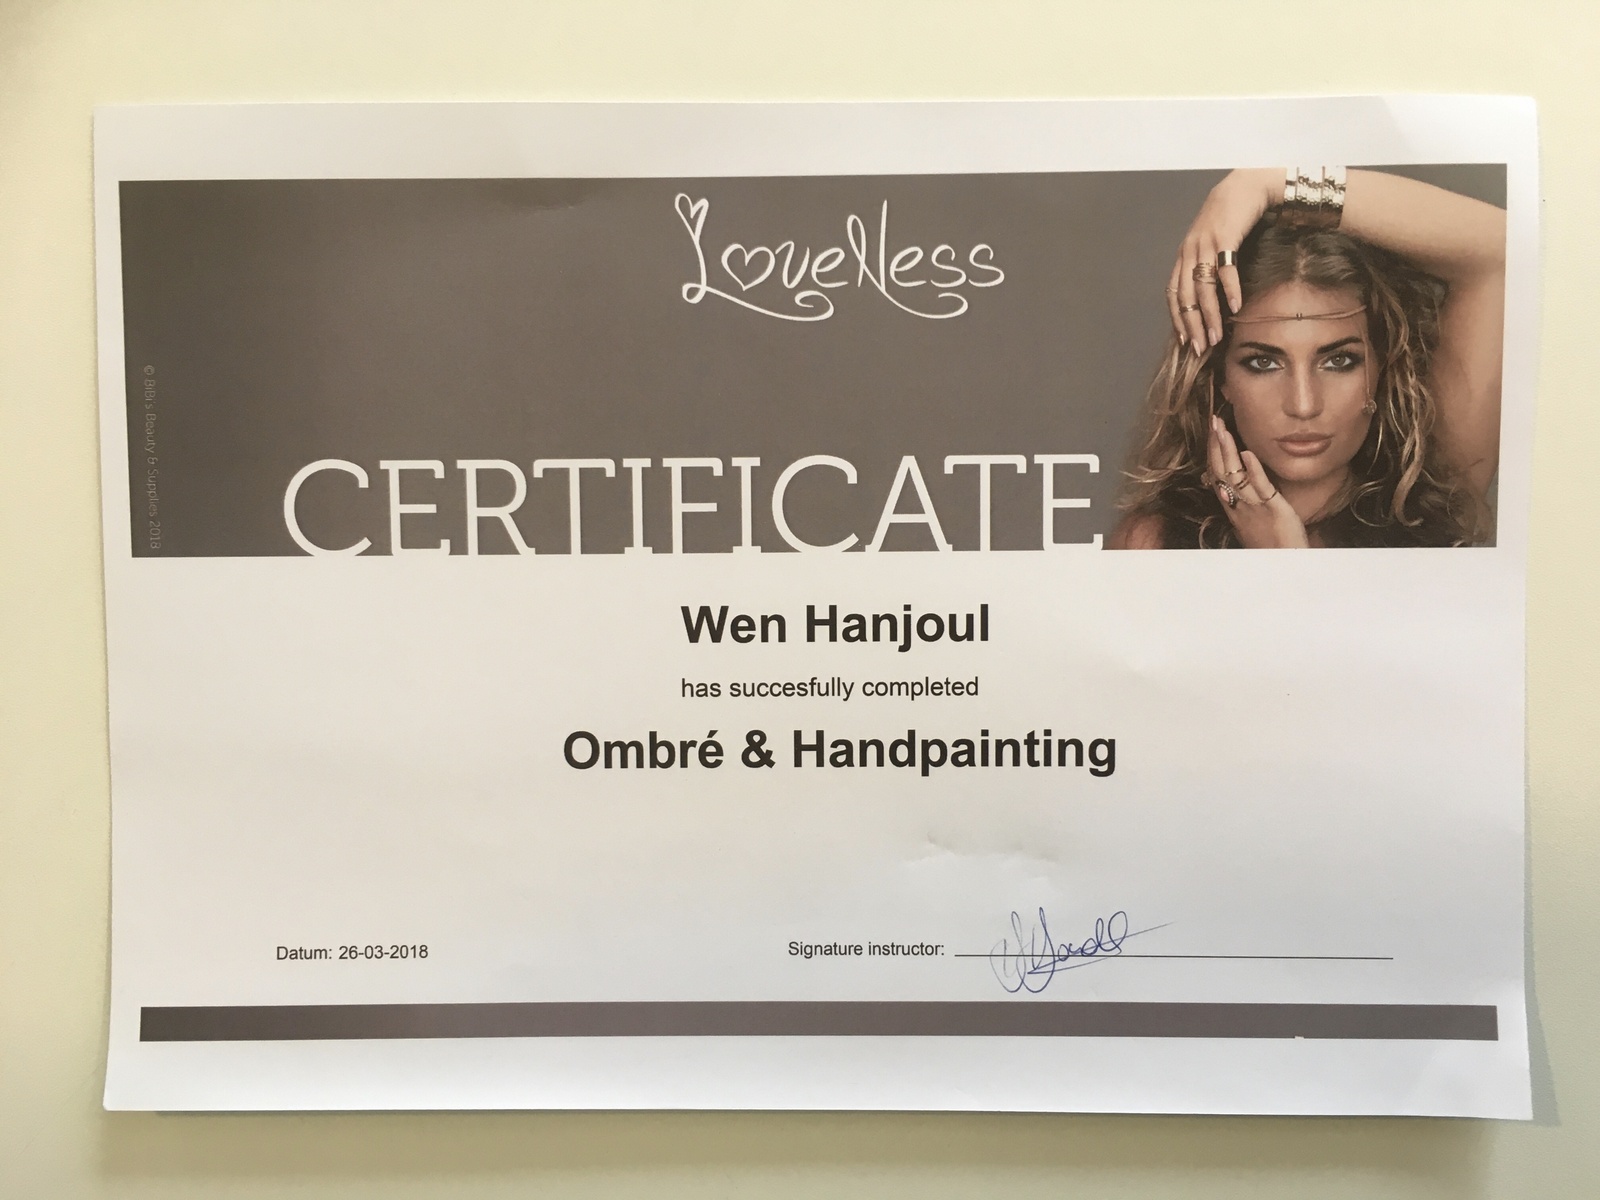 LoveNess
© BiBi's Beauty & Supplies 2018
CERTIFICATE
Wen Hanjoul
has succesfully completed
Ombré & Handpainting
Datum: 26-03-2018
Signature instructor: